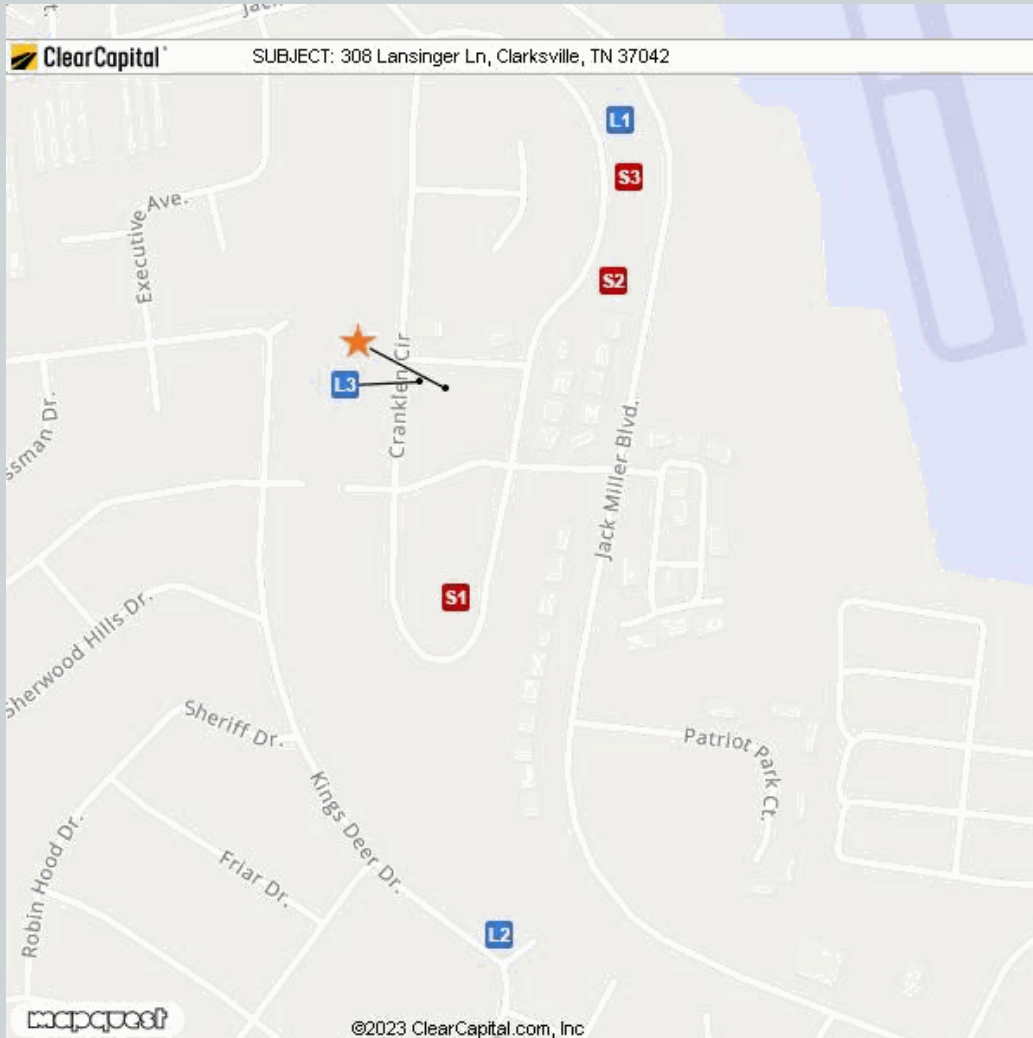 Jac
ClearCapital
SUBJECT: 308 Lansinger Ln, Clarksville, TN 37042
L1
S3
Executive Ave.
S2
L3
Cranklen Cir
ssman Dr.
Jack Miller Blvd.
S1
Sherwood Hills Dr.
Sheriff Dr.
Patriot Park Ct.
Kings Deer Dr.
Robin Hood Dr.
Friar Dr.
L2
mapquest
©2023 ClearCapital.com, Inc